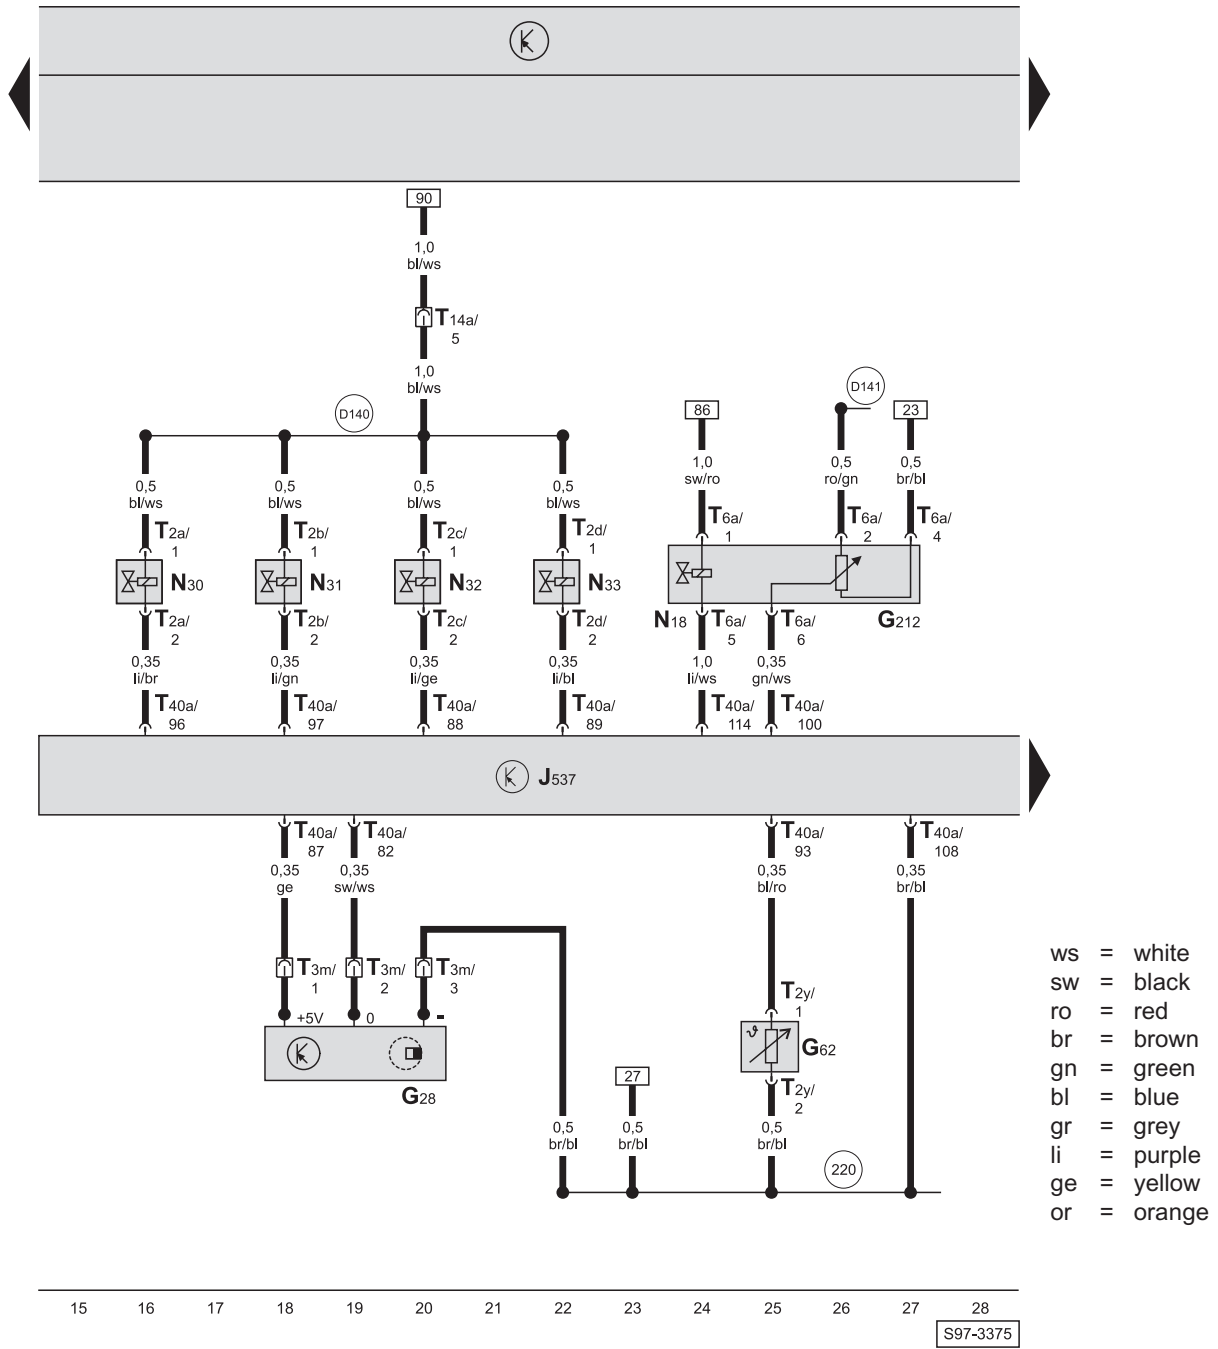 90
1,0
bl/ws
T14a/
5
1,0
bl/ws
D140
D141
86
23
0,5
bl/ws
0,5
bl/ws
0,5
bl/ws
0,5
bl/ws
1,0
sw/ro
0,5
ro/gn
0,5
br/bl
T2a/
1
T2b/
1
T2c/
1
T2d/
1
T6a/
1
T6a/
2
T6a/
4
N30
N31
N32
N33
N18
G212
T2a/
2
T2b/
2
T2c/
2
T2d/
2
T6a/
5
T6a/
6
0,35
li/br
0,35
li/gn
0,35
li/ge
0,35
li/bl
1,0
li/ws
0,35
gn/ws
T40a/
96
T40a/
97
T40a/
88
T40a/
89
T40a/
114
T40a/
100
J537
T40a/
87
T40a/
82
T40a/
93
T40a/
108
0,35
ge
0,35
sw/ws
0,35
bl/ro
0,35
br/bl
T3m/
1
T3m/
2
T3m/
3
+5V
0
-
G28
T2y/
1
G62
T2y/
2
27
0,5
br/bl
0,5
br/bl
0,5
br/bl
220
ws = white
sw = black
ro = red
br = brown
gn = green
bl = blue
gr = grey
li = purple
ge = yellow
or = orange
15 16 17 18 19 20 21 22 23 24 25 26 27 28
S97-3375